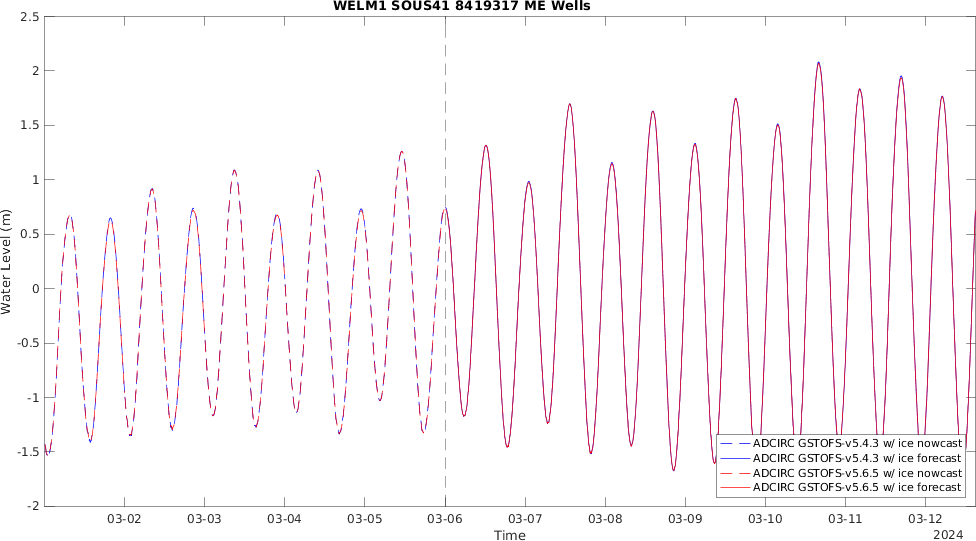 WELM1 SOUS41 8419317 ME Wells
2.5
2
1.5
1
0.5
0
-0.5
-1
-1.5
-2
Water Level (m)
ADCIRC GSTOFS-v5.4.3 w/ ice nowcast
ADCIRC GSTOFS-v5.4.3 w/ ice forecast
ADCIRC GSTOFS-v5.6.5 w/ ice nowcast
ADCIRC GSTOFS-v5.6.5 w/ ice forecast
03-02 03-03 03-04 03-05 03-06 03-07 03-08 03-09 03-10 03-11 03-12
Time
2024